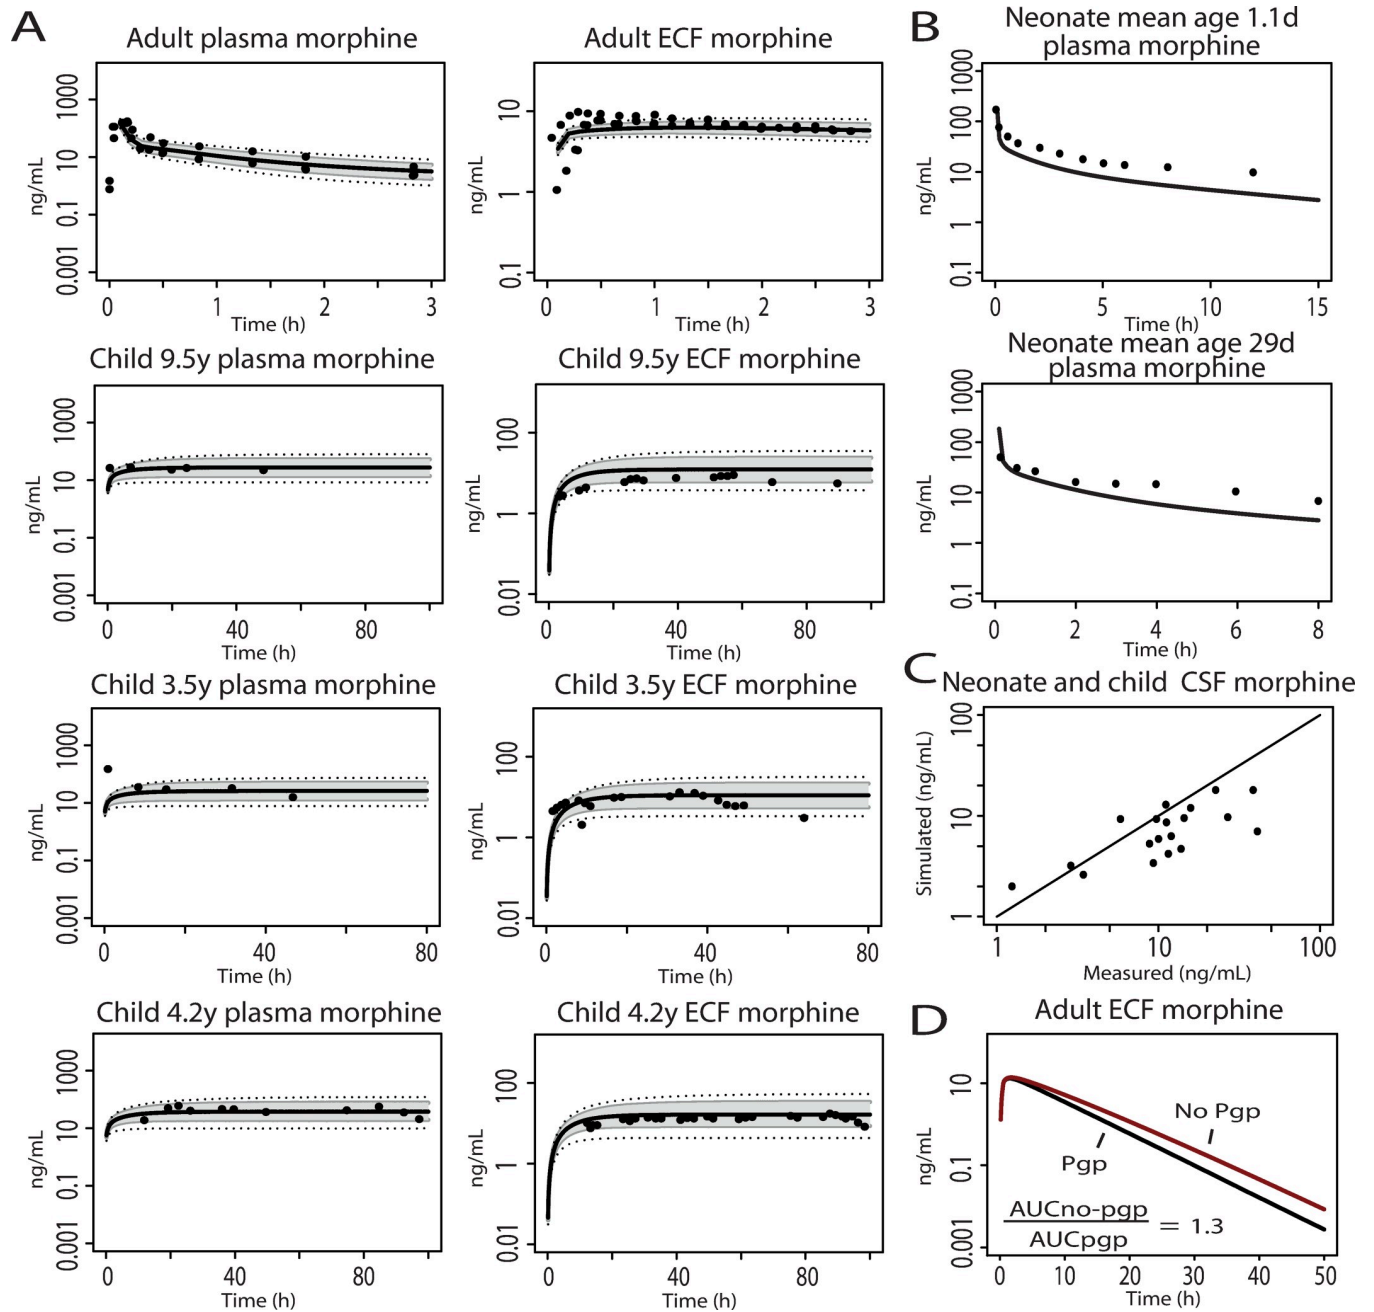 A
Adult plasma morphine
1000
10
0.1
0.001
ng/mL
0 1 2 3
Time (h)
Adult ECF morphine
10
1
0.1
ng/mL
0 1 2 3
Time (h)
B
Neonate mean age 1.1d
plasma morphine
1000
100
10
1
0.1
ng/mL
0 5 10 15
Time (h)
Child 9.5y plasma morphine
1000
10
0.1
0.001
ng/mL
0 40 80
Time (h)
Child 9.5y ECF morphine
100
1
0.01
ng/mL
0 40 80
Time (h)
Neonate mean age 29d
plasma morphine
1000
100
10
1
0.1
ng/mL
0 2 4 6 8
Time (h)
Child 3.5y plasma morphine
1000
10
0.1
0.001
ng/mL
0 40 80
Time (h)
Child 3.5y ECF morphine
100
1
0.01
ng/mL
0 40 80
Time (h)
C
Neonate and child CSF morphine
100
10
1
Simulated (ng/mL)
1 10 100
Measured (ng/mL)
Child 4.2y plasma morphine
1000
10
0.1
0.001
ng/mL
0 40 80
Time (h)
Child 4.2y ECF morphine
100
1
0.01
ng/mL
0 40 80
Time (h)
D
Adult ECF morphine
10
0.1
0.001
ng/mL
No Pgp
Pgp
AUCno-pgp
AUCpgp
= 1.3
0 10 20 30 40 50
Time (h)